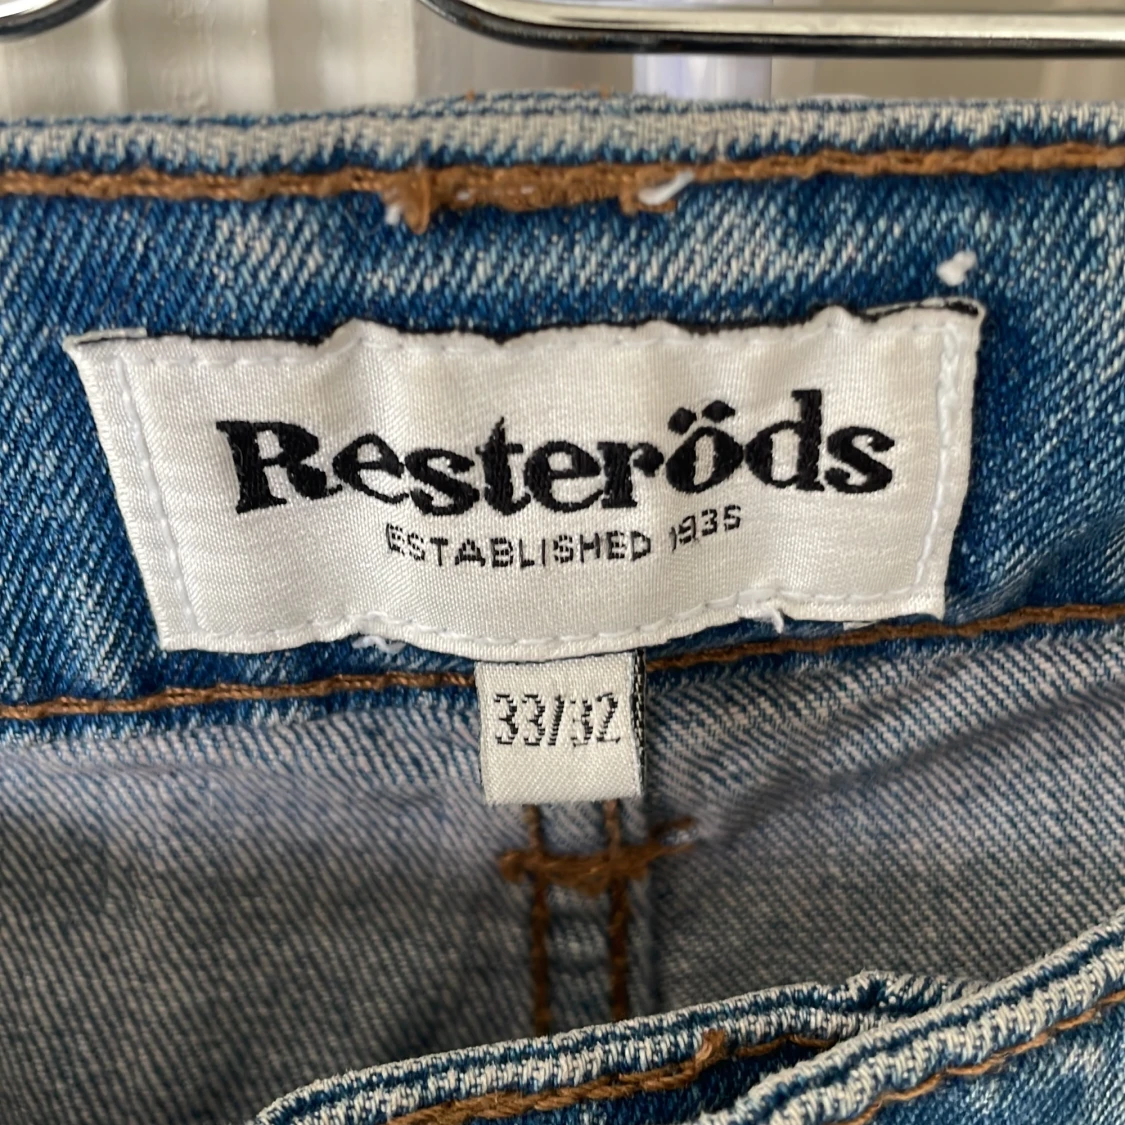 Resteröds
ESTABLISHED 1935
33/32